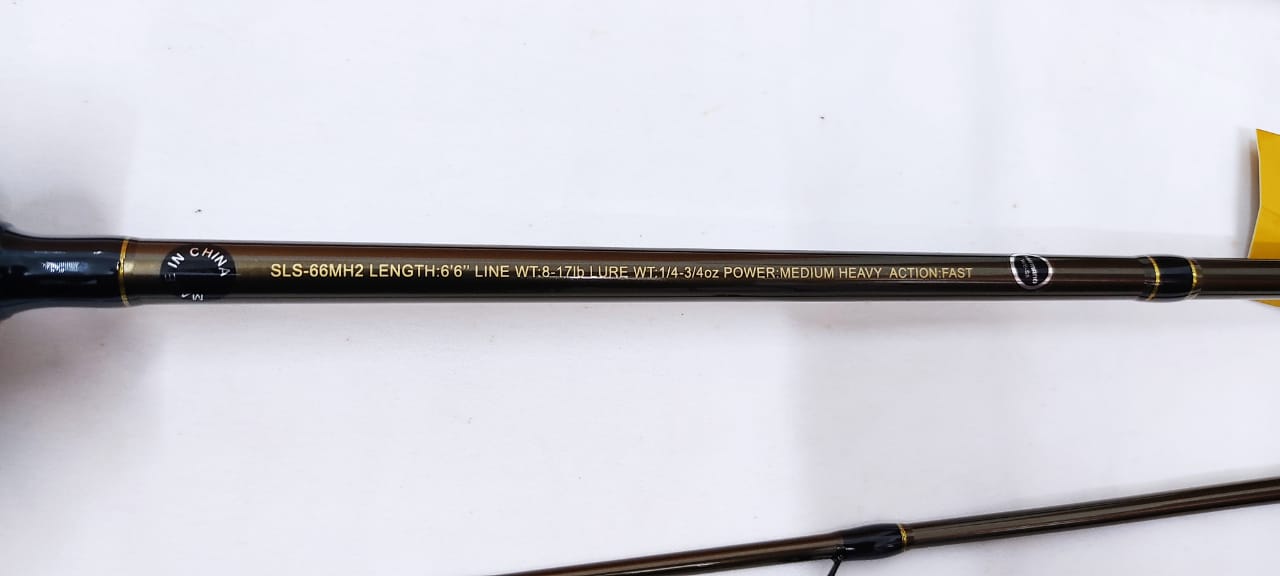 MADE IN CHINA
SLS-66MH2 LENGTH:6'6” LINE WT:8-17lb LURE WT:1/4-3/4oz POWER:MEDIUM HEAVY ACTION:FAST